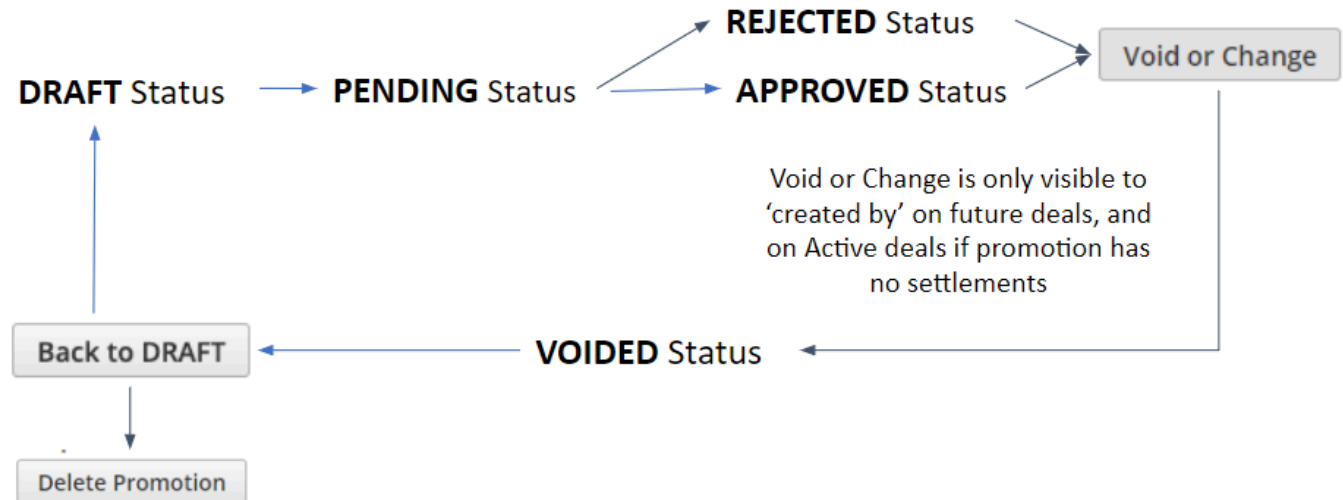 REJECTED Status
Void or Change
DRAFT Status
PENDING Status
APPROVED Status
Void or Change is only visible to
‘created by’ on future deals, and
on Active deals if promotion has
no settlements
Back to DRAFT
VOIDED Status
Delete Promotion